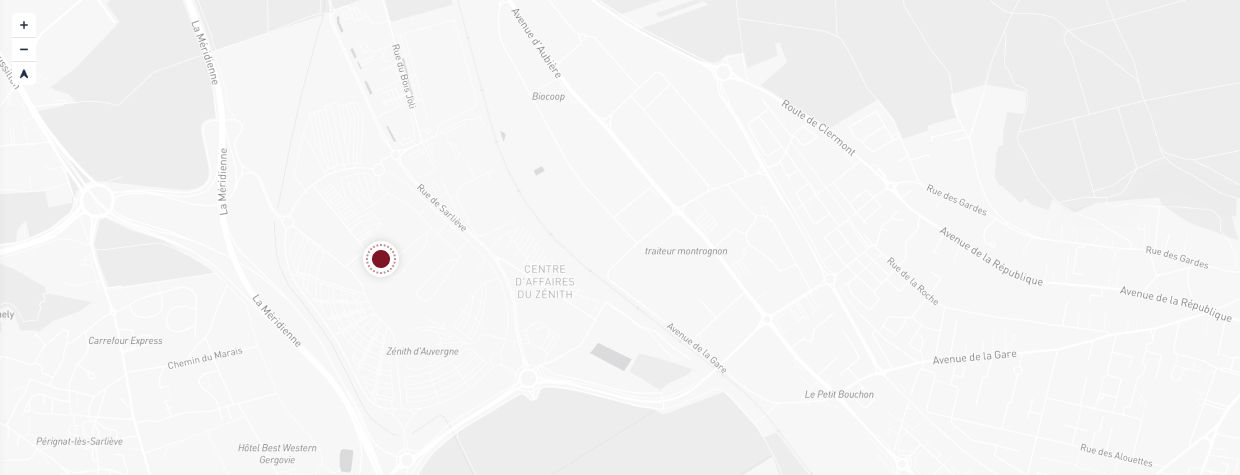 +
−
La Méridienne
Avenue d'Aubière
Rue du Bois Joli
Biocoop
Route de Clermont
La Méridienne
Rue de Sarliève
Rue des Gardes
traiteur montrognon
Avenue de la République
Rue des Gardes
CENTRE
D'AFFAIRES
DU ZÉNITH
Rue de la Roche
Avenue de la République
La Méridienne
Carrefour Express
Chemin du Marais
Zénith d'Auvergne
Avenue de la Gare
Avenue de la Gare
Le Petit Bouchon
Pérignat-lès-Sarliève
Hôtel Best Western
Gergovie
Rue des Alouettes